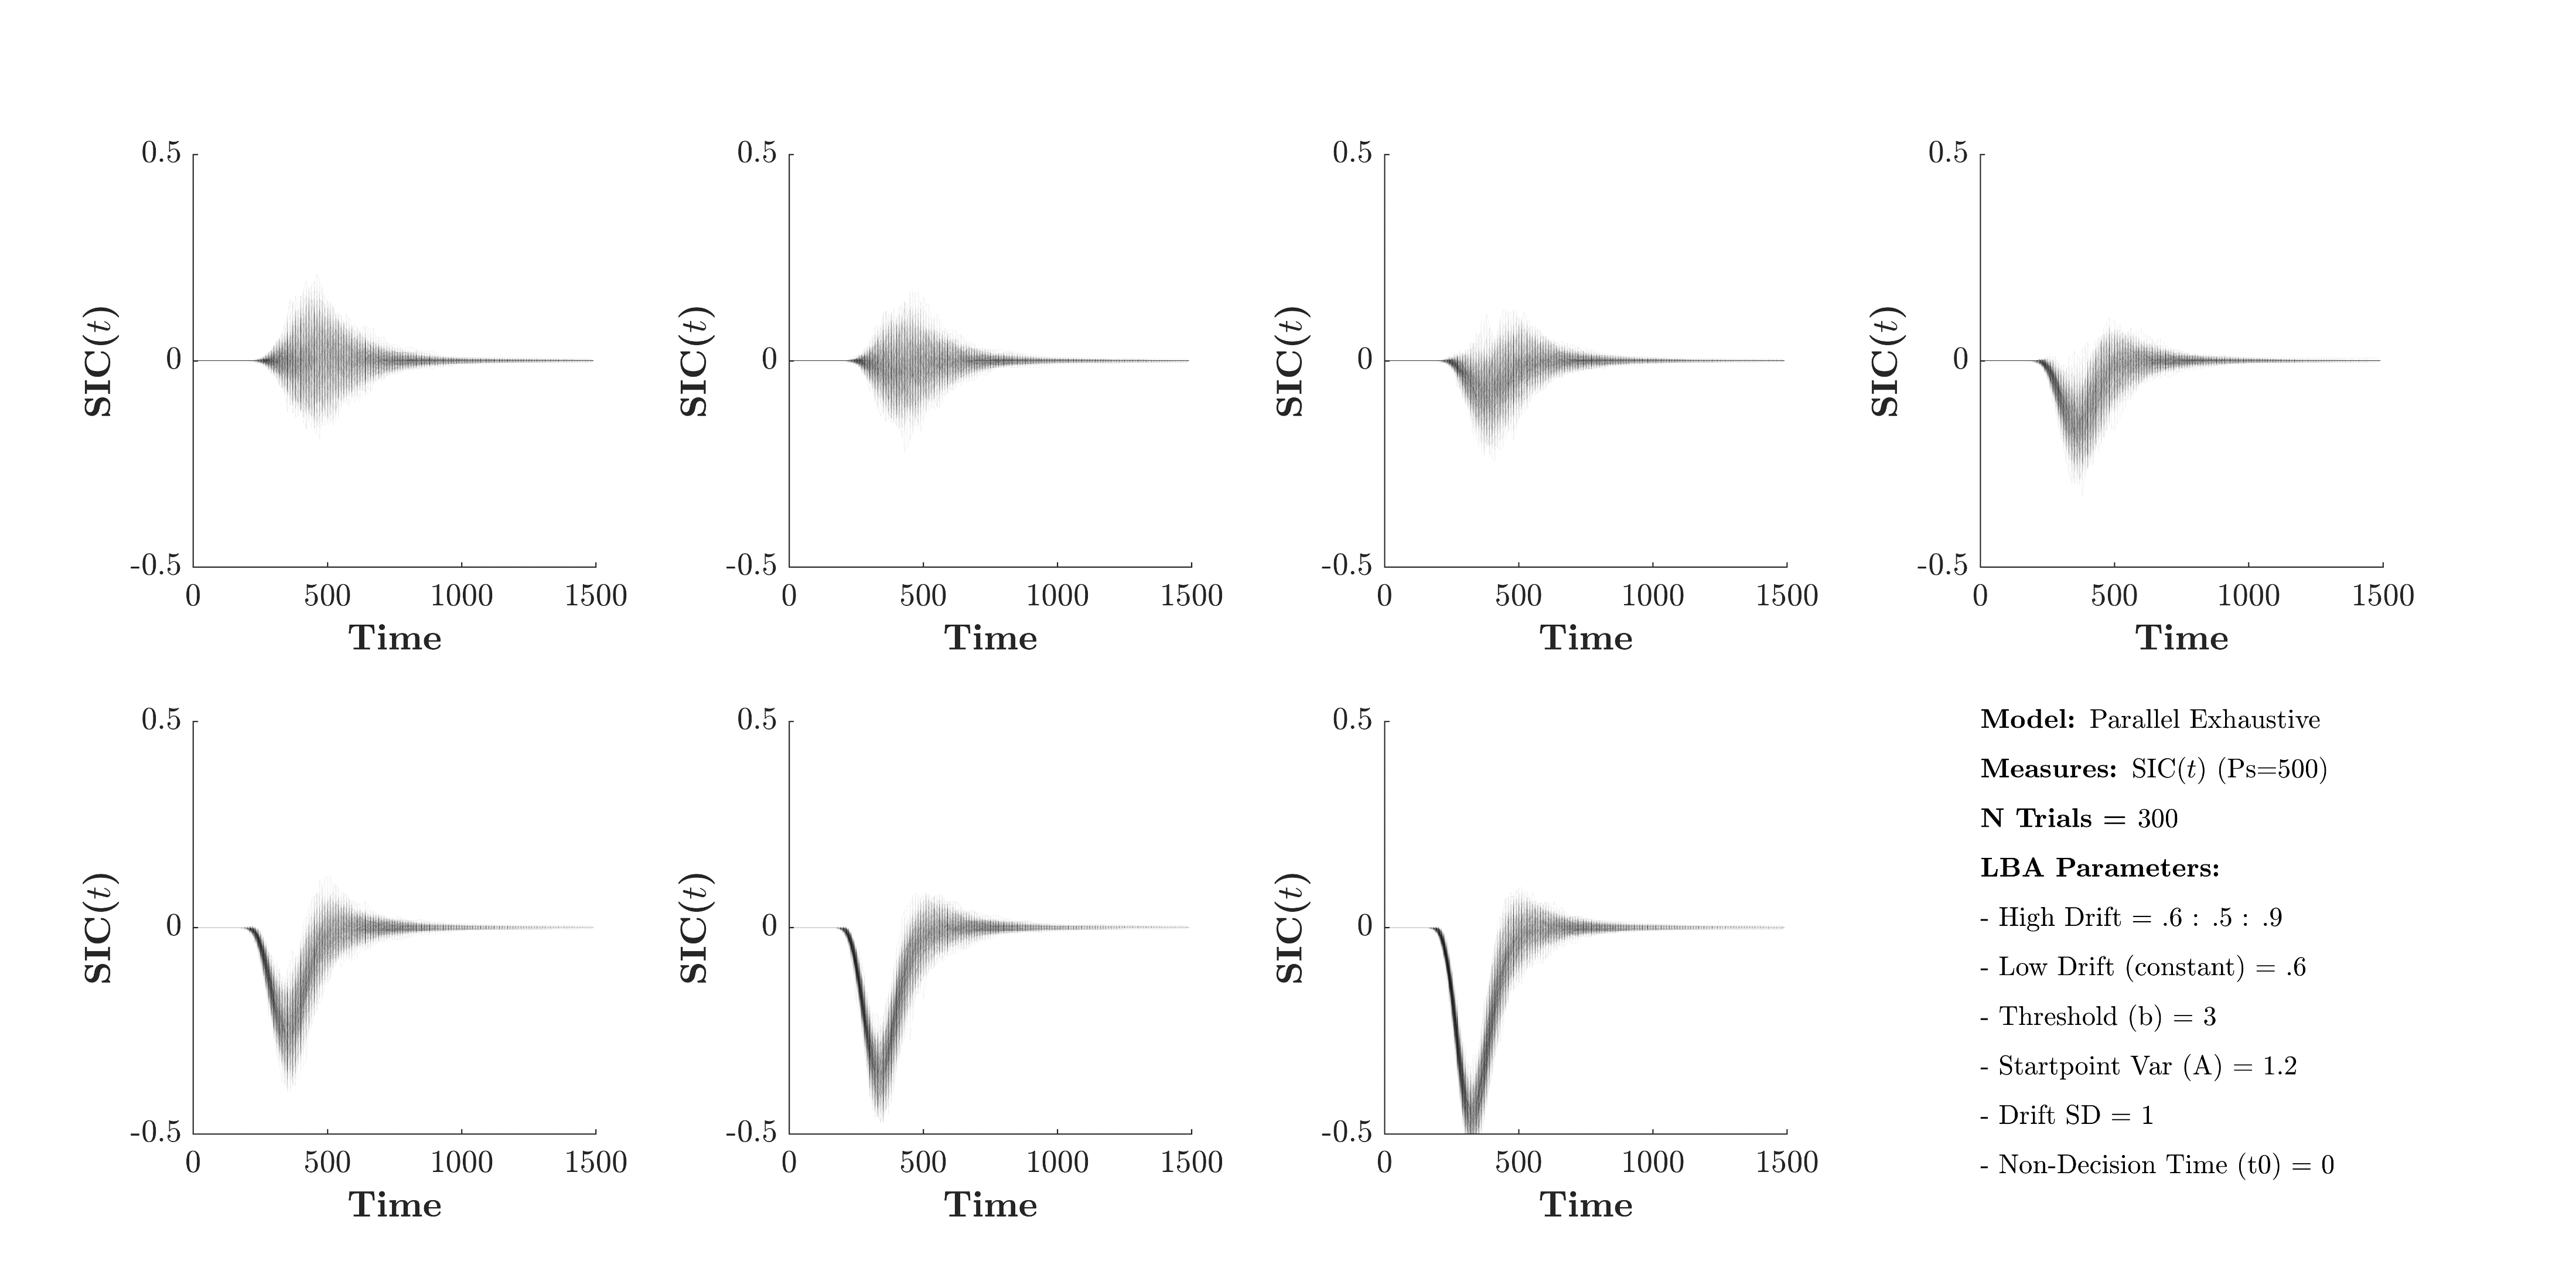 0.5
0
-0.5
SIC(t)
0 500 1000 1500
Time
0.5
0
-0.5
SIC(t)
0 500 1000 1500
Time
0.5
0
-0.5
SIC(t)
0 500 1000 1500
Time
0.5
0
-0.5
SIC(t)
0 500 1000 1500
Time
0.5
0
-0.5
SIC(t)
0 500 1000 1500
Time
0.5
0
-0.5
SIC(t)
0 500 1000 1500
Time
0.5
0
-0.5
SIC(t)
0 500 1000 1500
Time
Model: Parallel Exhaustive
Measures: SIC(t) (Ps=500)
N Trials = 300
LBA Parameters:
- High Drift = .6 : .5 : .9
- Low Drift (constant) = .6
- Threshold (b) = 3
- Startpoint Var (A) = 1.2
- Drift SD = 1
- Non-Decision Time (t0) = 0